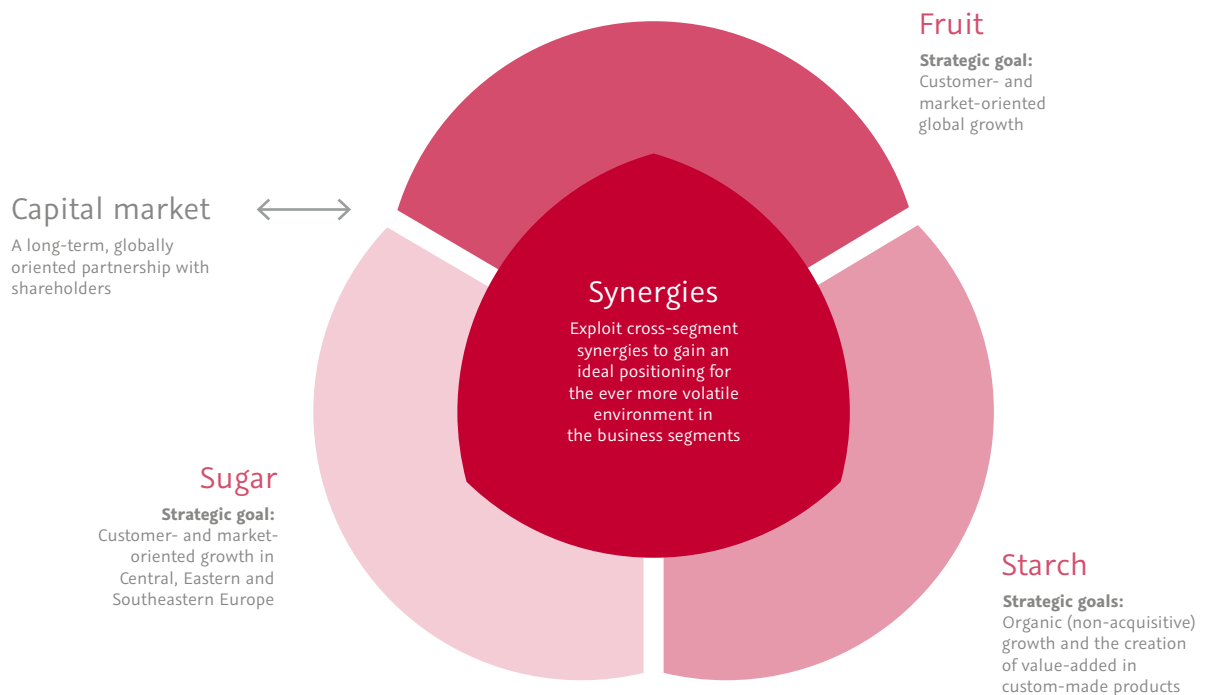 Fruit
Strategic goal:
Customer- and
market-oriented
global growth
Capital market
A long-term, globally
oriented partnership with
shareholders
Synergies
Exploit cross-segment
synergies to gain an
ideal positioning for
the ever more volatile
environment in
the business segments
Sugar
Strategic goal:
Customer- and market-
oriented growth in
Central, Eastern and
Southeastern Europe
Starch
Strategic goals:
Organic (non-acquisitive)
growth and the creation
of value-added in
custom-made products